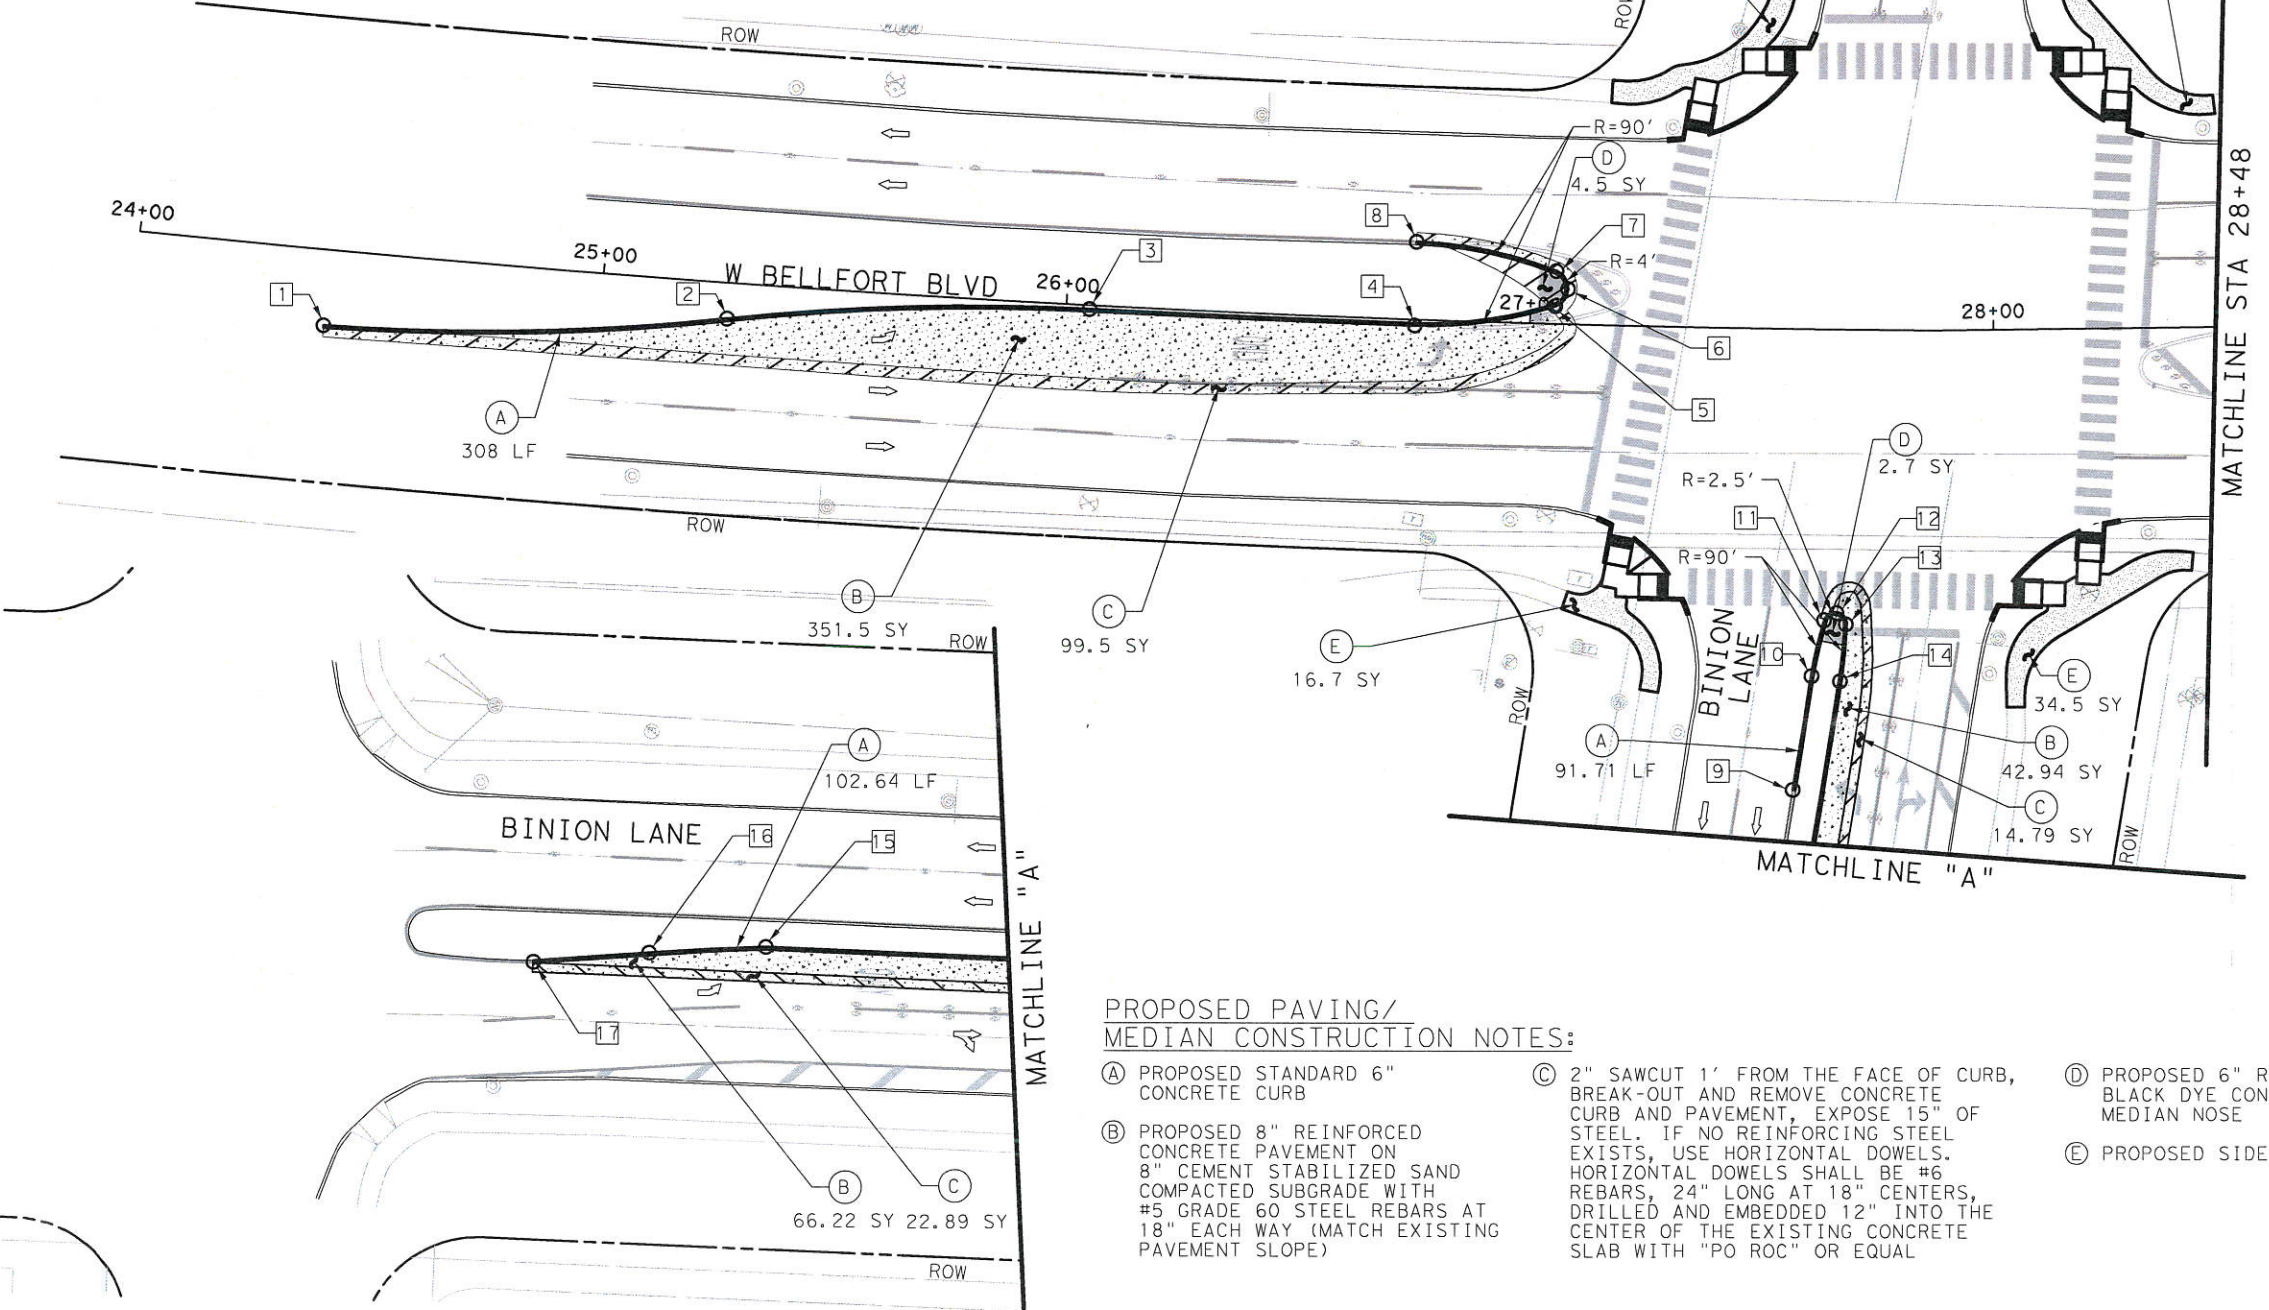 ROW
ROW
R=90'
D
4.5 SY
8
7
R=4'
24+00
25+00
W BELLFORT BLVD
26+00
3
1
2
4
27+
28+00
6
5
MATCHLINE STA 28+48
A
308 LF
ROW
D
2.7 SY
R=2.5'
11
12
R=90'
13
B
351.5 SY
C
99.5 SY
ROW
E
16.7 SY
BINION
LANE
10
14
E
34.5 SY
ROW
A
91.71 LF
9
B
42.94 SY
C
14.79 SY
ROW
MATCHLINE "A"
A
102.64 LF
BINION LANE
16
15
MATCHLINE "A"
17
B
66.22 SY
C
22.89 SY
ROW
PROPOSED PAVING/
MEDIAN CONSTRUCTION NOTES:
A PROPOSED STANDARD 6"
CONCRETE CURB
B PROPOSED 8" REINFORCED
CONCRETE PAVEMENT ON
8" CEMENT STABILIZED SAND
COMPACTED SUBGRADE WITH
#5 GRADE 60 STEEL REBARS AT
18" EACH WAY (MATCH EXISTING
PAVEMENT SLOPE)
C 2" SAWCUT 1' FROM THE FACE OF CURB,
BREAK-OUT AND REMOVE CONCRETE
CURB AND PAVEMENT, EXPOSE 15" OF
STEEL. IF NO REINFORCING STEEL
EXISTS, USE HORIZONTAL DOWELS.
HORIZONTAL DOWELS SHALL BE #6
REBARS, 24" LONG AT 18" CENTERS,
DRILLED AND EMBEDDED 12" INTO THE
CENTER OF THE EXISTING CONCRETE
SLAB WITH "PO ROC" OR EQUAL
D PROPOSED 6" R
BLACK DYE CON
MEDIAN NOSE
E PROPOSED SIDE